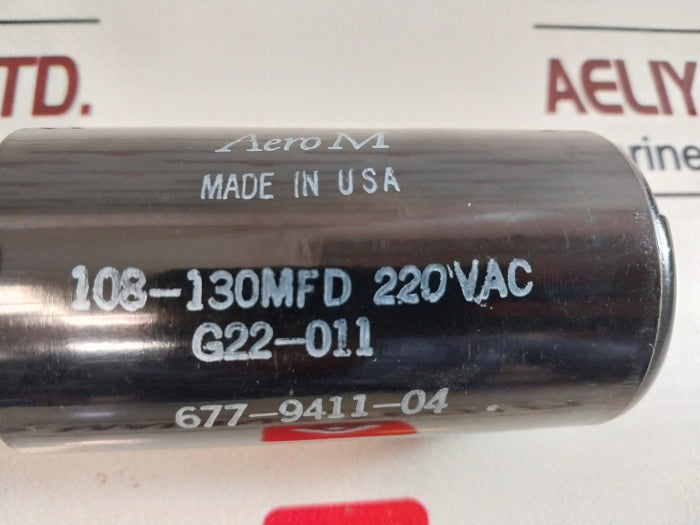 TD.
AELIY
rine
Aero M
MADE IN USA
108-130MFD 220VAC
G22-011
677-9411-04